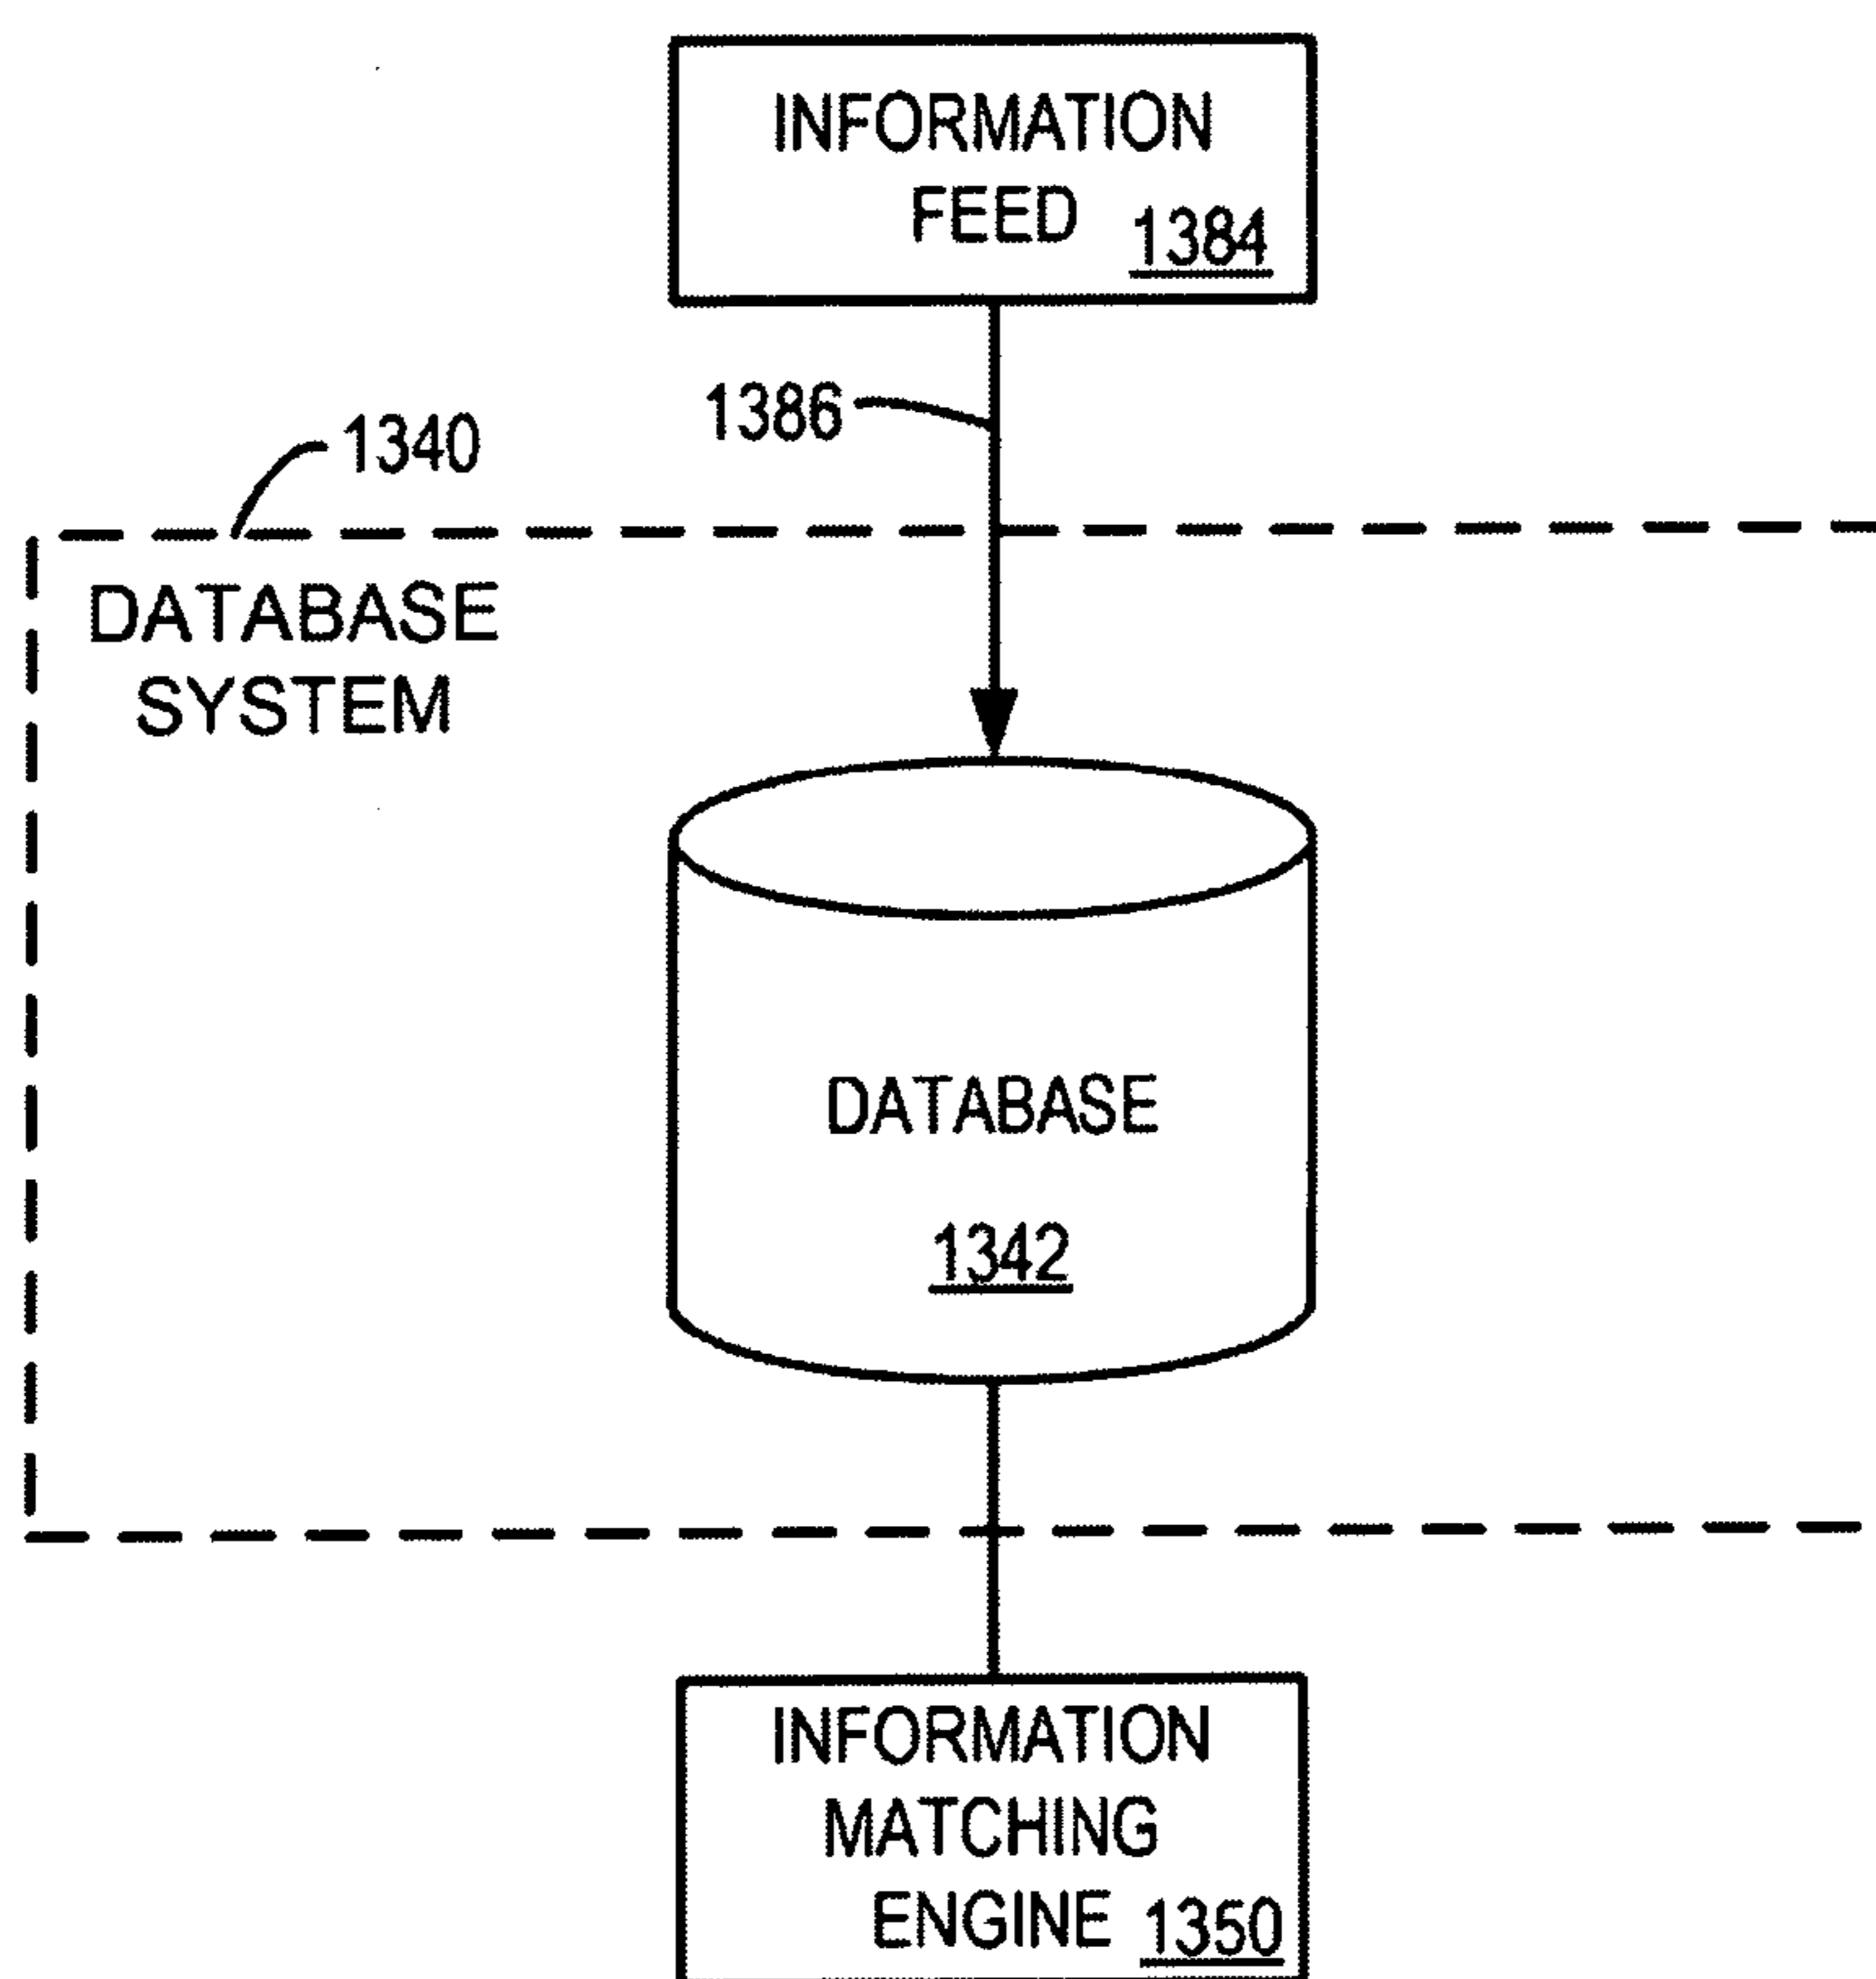 INFORMATION
FEED 1384
1386
1340
DATABASE
SYSTEM
DATABASE
1342
INFORMATION
MATCHING
ENGINE 1350